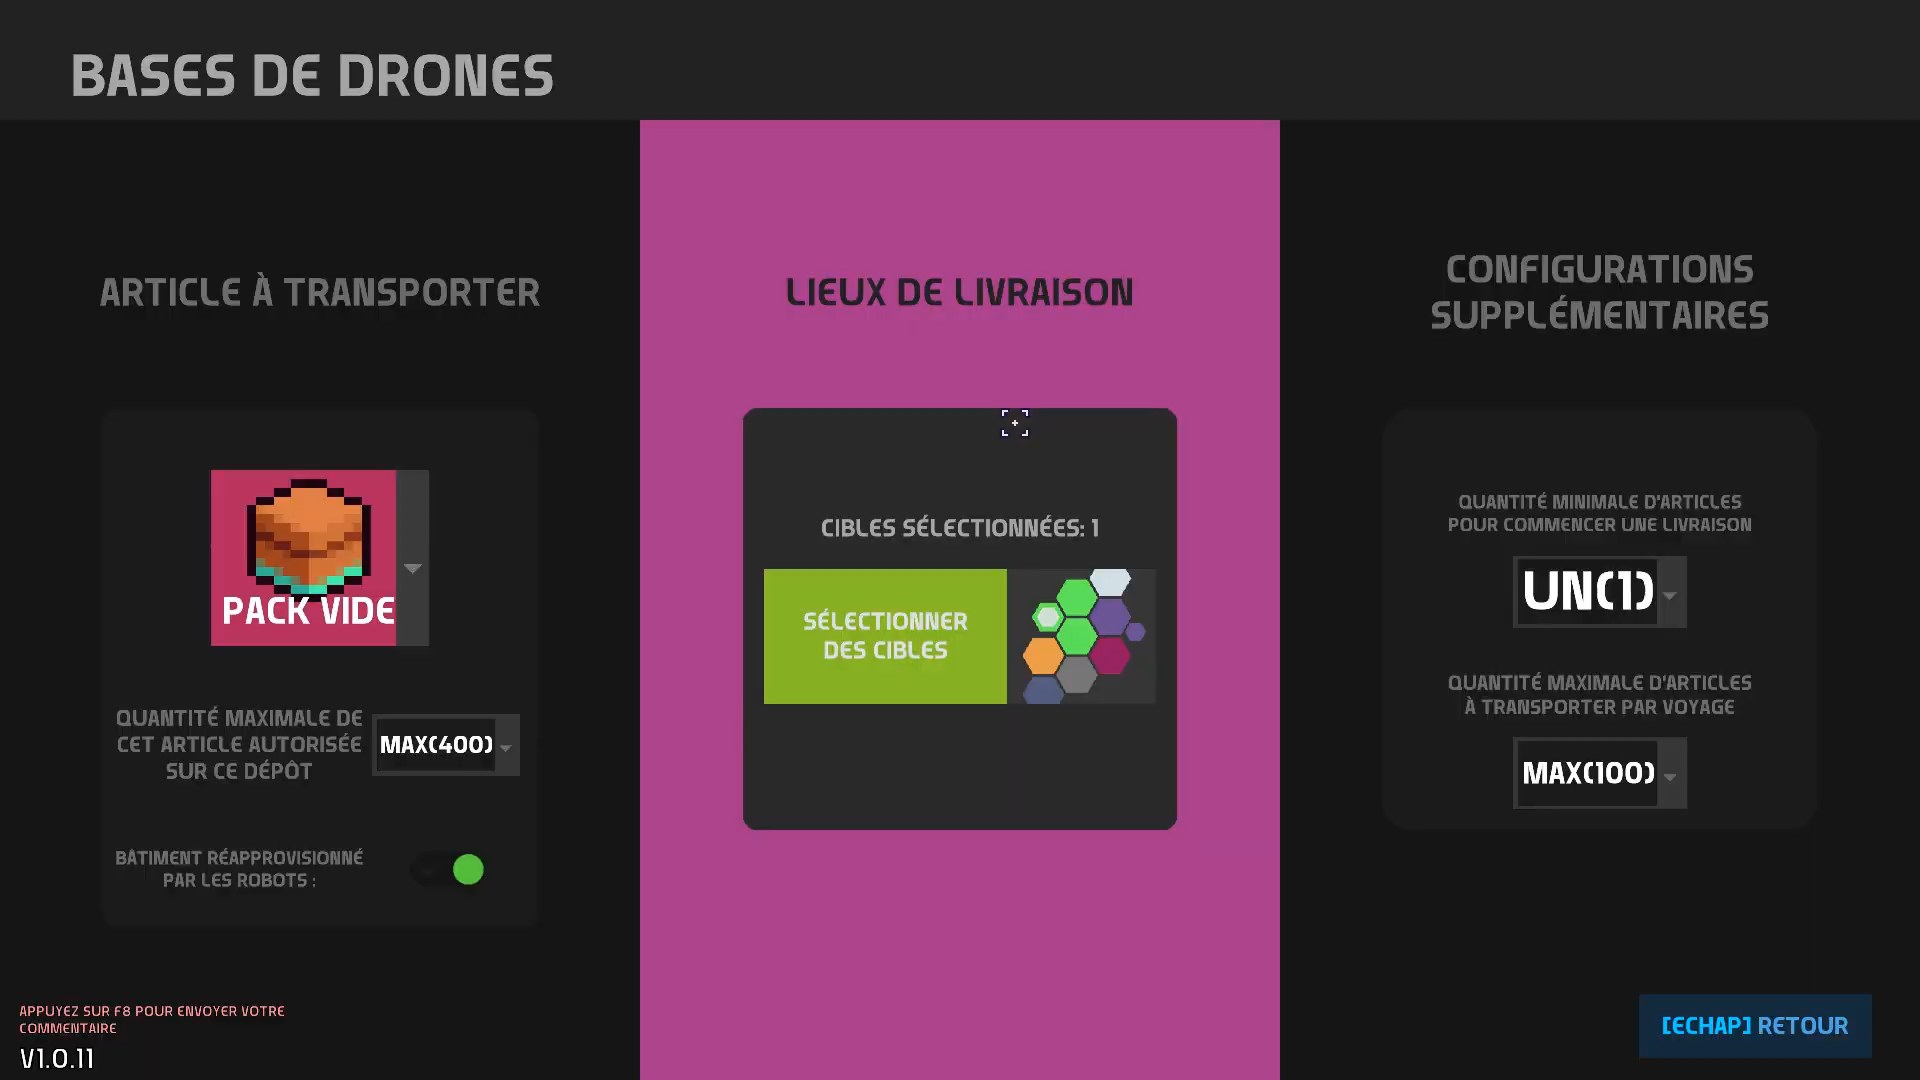 BASES DE DRONES
ARTICLE À TRANSPORTER
PACK VIDE
QUANTITÉ MAXIMALE DE
CET ARTICLE AUTORISÉE
SUR CE DÉPÔT
MAX(400)
BÂTIMENT RÉAPPROVISIONNÉ
PAR LES ROBOTS :
LIEUX DE LIVRAISON
CIBLES SÉLECTIONNÉES: 1
SÉLECTIONNER
DES CIBLES
CONFIGURATIONS
SUPPLÉMENTAIRES
QUANTITÉ MINIMALE D'ARTICLES
POUR COMMENCER UNE LIVRAISON
UN(1)
QUANTITÉ MAXIMALE D'ARTICLES
À TRANSPORTER PAR VOYAGE
MAX(100)
APPUYEZ SUR F8 POUR ENVOYER VOTRE
COMMENTAIRE
V1.0.11
[ECHAP] RETOUR